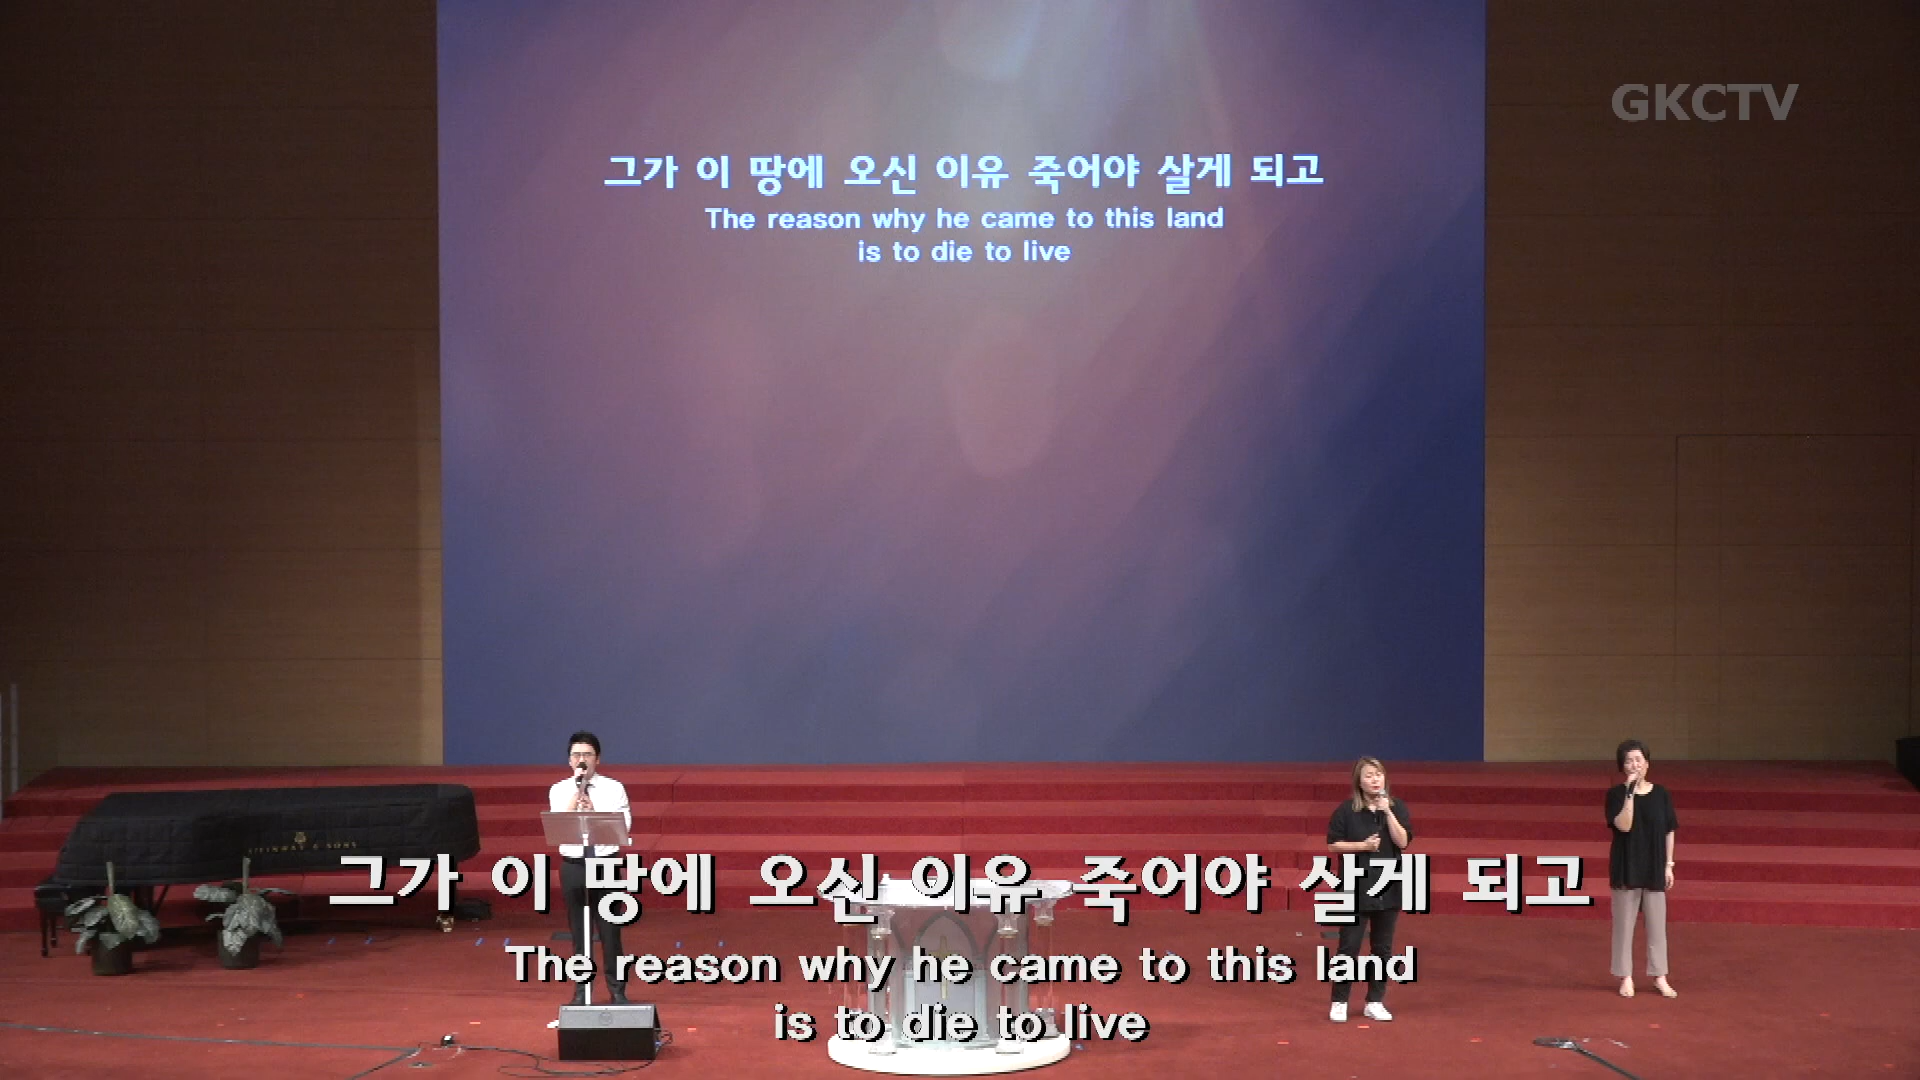 GKCTV
그가 이 땅에 오신 이유 죽어야 살게 되고
The reason why he came to this land
is to die to live
STEINWAY & SONS
그가 이 땅에 오신 이유 죽어야 살게 되고
The reason why he came to this land
is to die to live